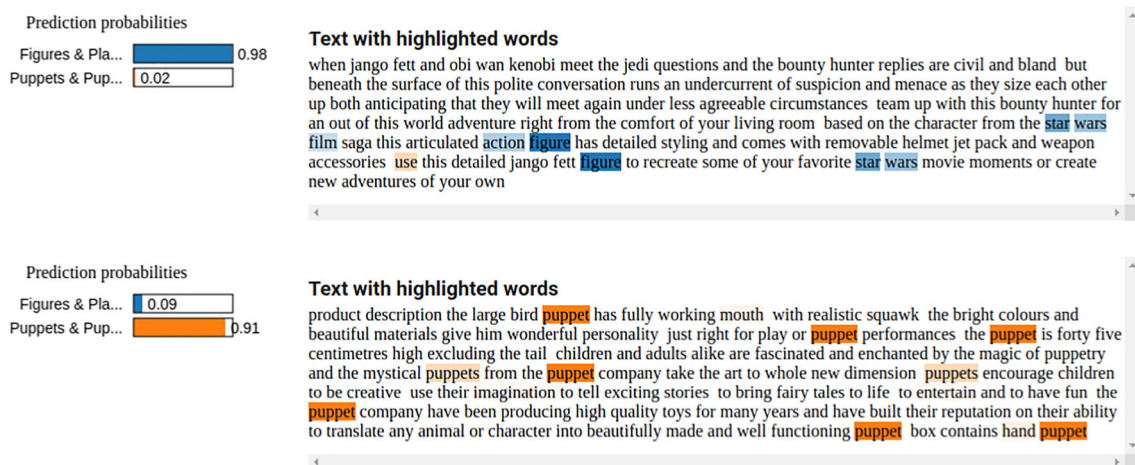 Prediction probabilities
Figures & Pla... 0.98
Puppets & Pup... 0.02
Text with highlighted words
when jango fett and obi wan kenobi meet the jedi questions and the bounty hunter replies are civil and bland but
beneath the surface of this polite conversation runs an undercurrent of suspicion and menace as they size each other
up both anticipating that they will meet again under less agreeable circumstances team up with this bounty hunter for
an out of this world adventure right from the comfort of your living room based on the character from the star wars
film saga this articulated action figure has detailed styling and comes with removable helmet jet pack and weapon
accessories use this detailed jango fett figure to recreate some of your favorite star wars movie moments or create
new adventures of your own
Prediction probabilities
Figures & Pla... 0.09
Puppets & Pup... 0.91
Text with highlighted words
product description the large bird puppet has fully working mouth with realistic squawk the bright colours and
beautiful materials give him wonderful personality just right for play or puppet performances the puppet is forty five
centimetres high excluding the tail children and adults alike are fascinated and enchanted by the magic of puppetry
and the mystical puppets from the puppet company take the art to whole new dimension puppets encourage children
to be creative use their imagination to tell exciting stories to bring fairy tales to life to entertain and to have fun the
puppet company have been producing high quality toys for many years and have built their reputation on their ability
to translate any animal or character into beautifully made and well functioning puppet box contains hand puppet